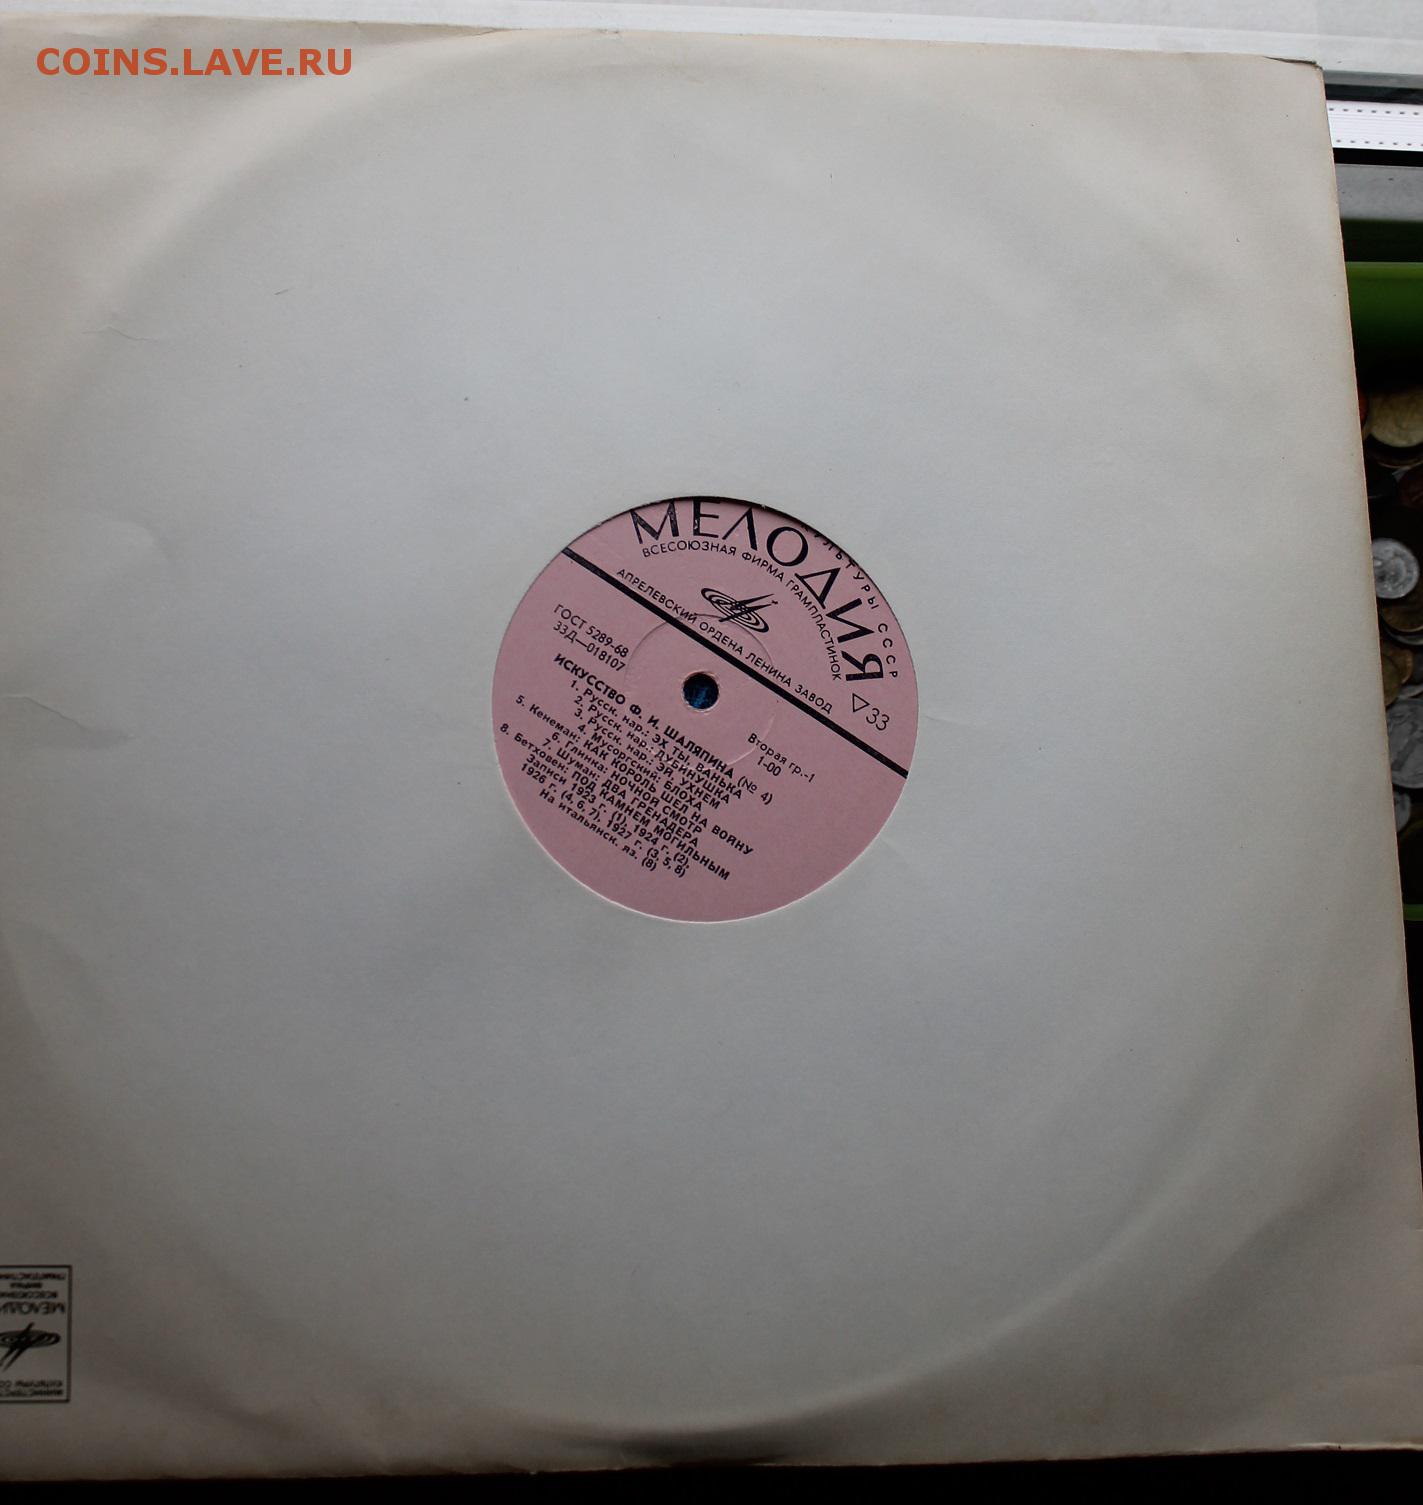 COINS.LAVE.RU
КУЛЬТУРЫ СССР
МЕЛОДИЯ
ВСЕСОЮЗНАЯ ФИРМА ГРАМПЛАСТИНОК
АПРЕЛЕВСКИЙ ОРДЕНА ЛЕНИНА ЗАВОД
33
ГОСТ 5289-68
33Д—018107
Вторая гр.-1
1-00
ИСКУССТВО Ф. И. ШАЛЯПИНА (№ 4)
1. Русск. нар.: ЭХ ТЫ, ВАНЬКА
2. Русск. нар.: ДУБИНУШКА
3. Русск. нар.: ЭЙ, УХНЕМ
4. Мусоргский: БЛОХА
5. Кенеман: КАК КОРОЛЬ ШЕЛ НА ВОЙНУ
6. Глинка: НОЧНОЙ СМОТР
7. Шуман: ДВА ГРЕНАДЕРА
8. Бетховен: ПОД КАМНЕМ МОГИЛЬНЫМ
Записи 1923 г. (1), 1924 г. (2),
1926 г. (4, 6, 7), 1927 г. (3, 5, 8)
На итальянск. яз. (8)